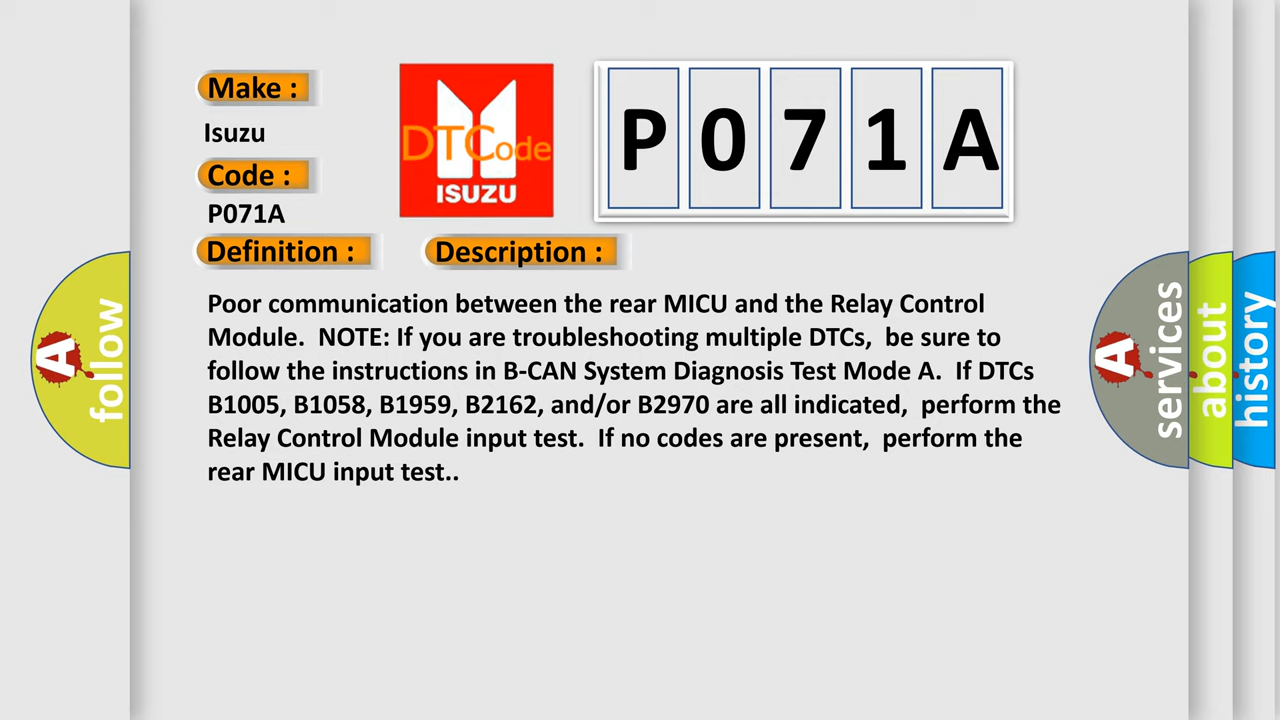 Make :
Isuzu
Code :
P071A
Definition :
Description :
DTCode
ISUZU
P071A
Poor communication between the rear MICU and the Relay Control
Module.  NOTE: If you are troubleshooting multiple DTCs,  be sure to
follow the instructions in B-CAN System Diagnosis Test Mode A.  If DTCs
B1005, B1058, B1959, B2162, and/or B2970 are all indicated,  perform the
Relay Control Module input test.  If no codes are present,  perform the
rear MICU input test..
A follow
A services
about
history